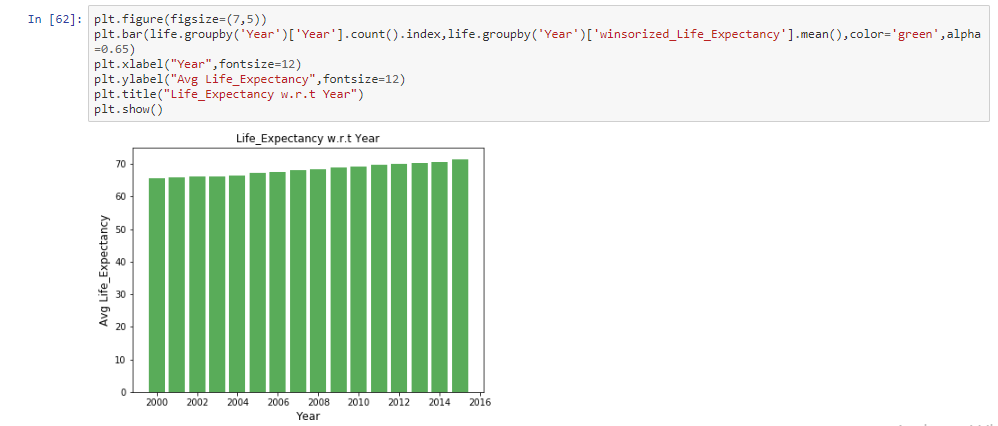 In [62]: plt.figure(figsize=(7,5))
plt.bar(life.groupby('Year')['Year'].count().index,life.groupby('Year')['winsorized_Life_Expectancy'].mean(),color='green',alpha
=0.65)
plt.xlabel("Year",fontsize=12)
plt.ylabel("Avg Life_Expectancy",fontsize=12)
plt.title("Life_Expectancy w.r.t Year")
plt.show()
Life_Expectancy w.r.t Year
70
60
50
40
30
20
10
0
Avg Life_Expectancy
2000 2002 2004 2006 2008 2010 2012 2014 2016
Year